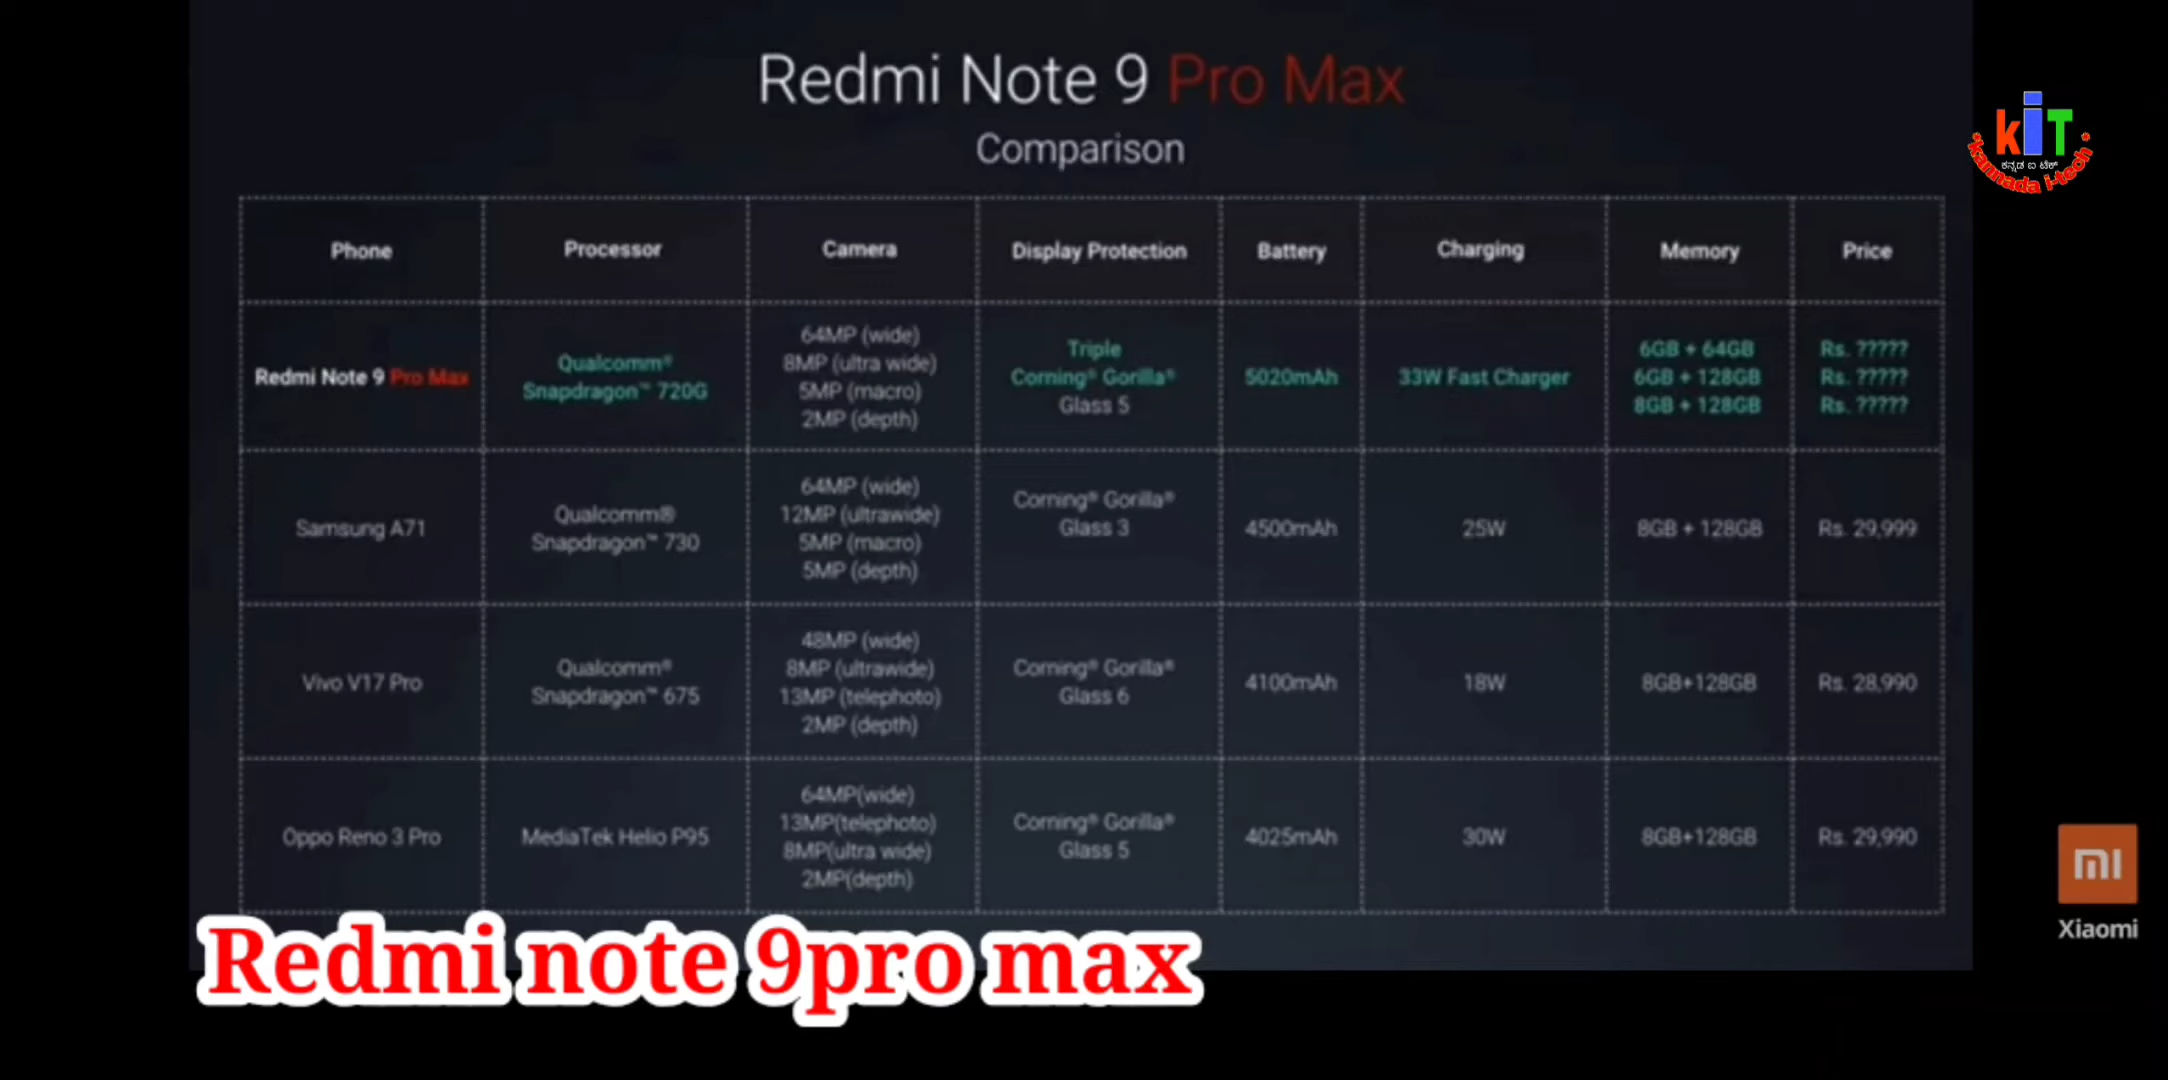 Redmi Note 9 Pro Max
Comparison
kiT
ಕನ್ನಡ ಐ ಟೆಕ್
kannada i-tech
Phone
Processor
Camera
Display Protection
Battery
Charging
Memory
Price
Redmi Note 9 Pro Max
Qualcomm®
Snapdragon™ 720G
64MP (wide)
8MP (ultra wide)
5MP (macro)
2MP (depth)
Triple
Corning® Gorilla®
Glass 5
5020mAh
33W Fast Charger
6GB + 64GB
6GB + 128GB
8GB + 128GB
Rs. ?????
Rs. ?????
Rs. ?????
Samsung A71
Qualcomm®
Snapdragon™ 730
64MP (wide)
12MP (ultrawide)
5MP (macro)
5MP (depth)
Corning® Gorilla®
Glass 3
4500mAh
25W
8GB + 128GB
Rs. 29,999
Vivo V17 Pro
Qualcomm®
Snapdragon™ 675
48MP (wide)
8MP (ultrawide)
13MP (telephoto)
2MP (depth)
Corning® Gorilla®
Glass 6
4100mAh
18W
8GB+128GB
Rs. 28,990
Oppo Reno 3 Pro
MediaTek Helio P95
64MP(wide)
13MP(telephoto)
8MP(ultra wide)
2MP(depth)
Corning® Gorilla®
Glass 5
4025mAh
30W
8GB+128GB
Rs. 29,990
mi
Xiaomi
Redmi note 9pro max